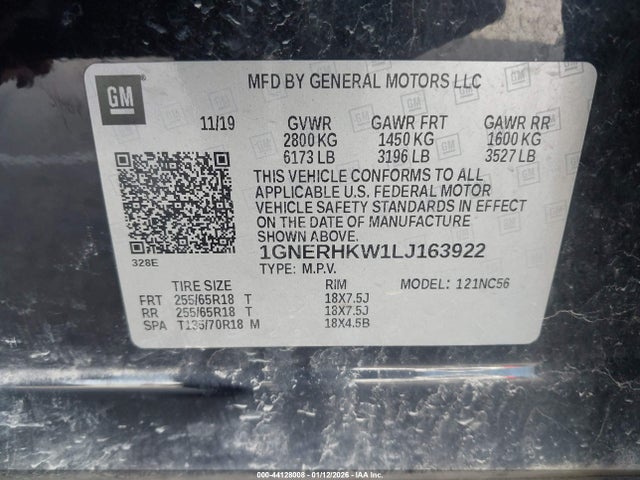 GM
MFD BY GENERAL MOTORS LLC
11/19 GVWR GAWR FRT GAWR RR
2800 KG 1450 KG 1600 KG
6173 LB 3196 LB 3527 LB
THIS VEHICLE CONFORMS TO ALL
APPLICABLE U.S. FEDERAL MOTOR
VEHICLE SAFETY STANDARDS IN EFFECT
ON THE DATE OF MANUFACTURE
SHOWN ABOVE.
328E
1GNERHKW1LJ163922
TYPE: M.P.V. MODEL: 121NC56
TIRE SIZE RIM
FRT 255/65R18 T 18X7.5J
RR 255/65R18 T 18X7.5J
SPA T135/70R18 M 18X4.5B
000-44128008 - 01/12/2026 - IAA Inc.